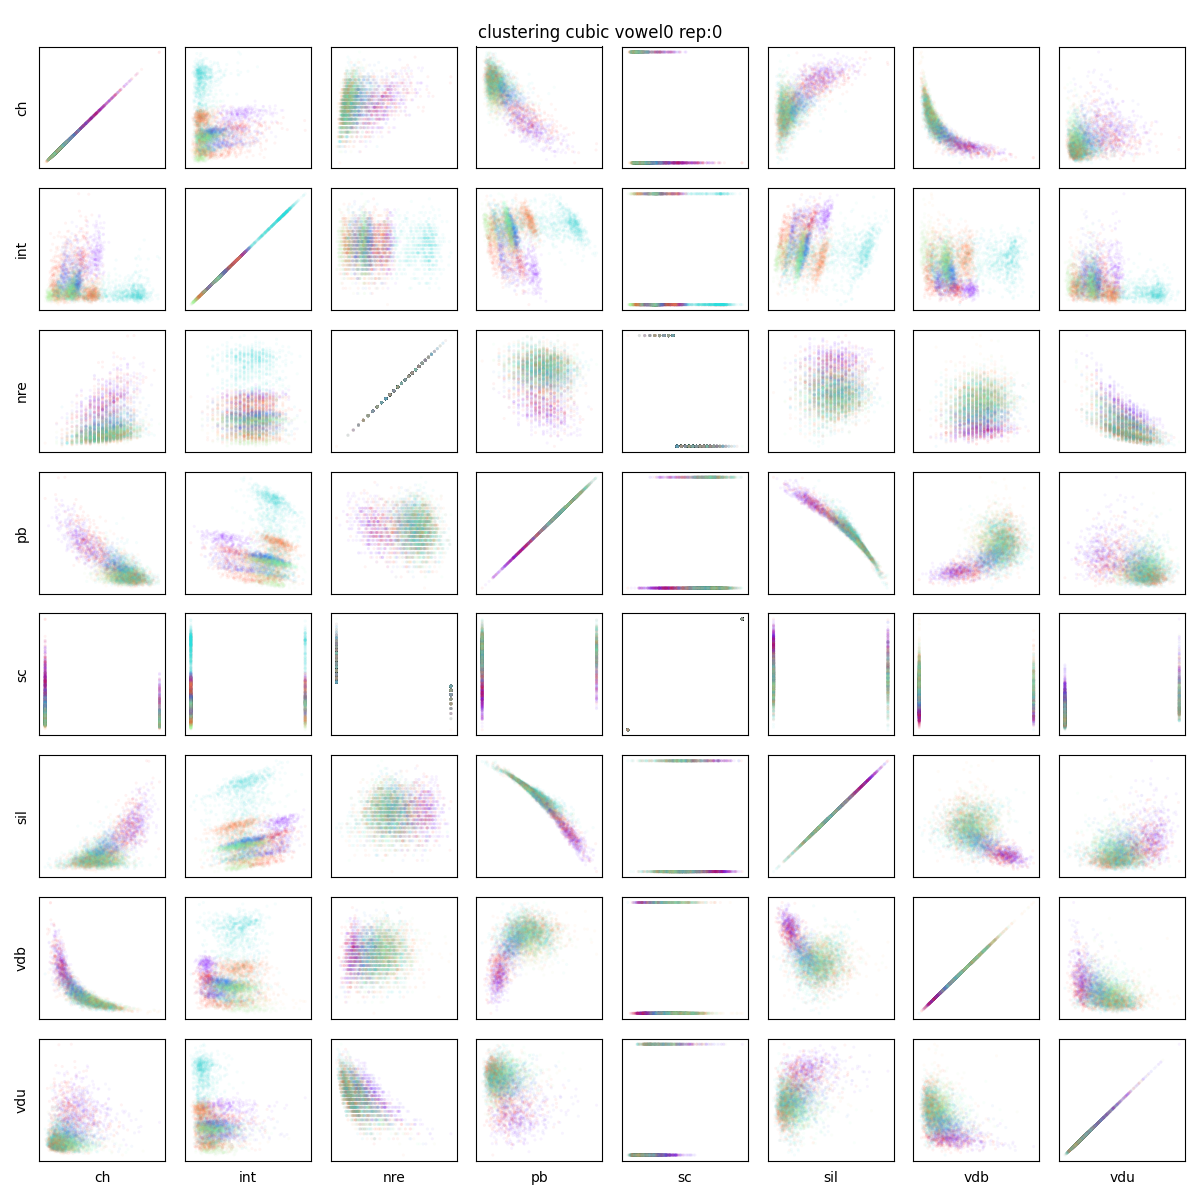 clustering cubic vowel0 rep:0
ch
int
nre
pb
sc
sil
vdb
vdu
ch int nre pb sc sil vdb vdu